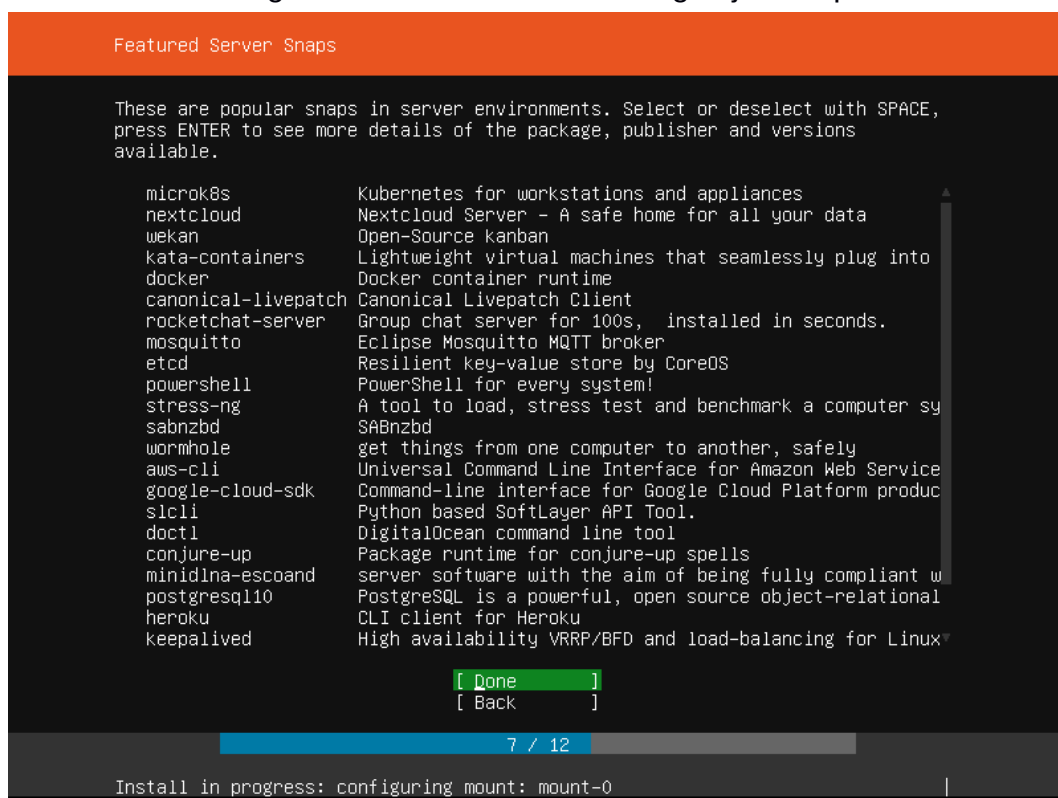 Featured Server Snaps
These are popular snaps in server environments. Select or deselect with SPACE,
press ENTER to see more details of the package, publisher and versions
available.
microk8s Kubernetes for workstations and appliances
nextcloud Nextcloud Server - A safe home for all your data
wekan Open-Source kanban
kata-containers Lightweight virtual machines that seamlessly plug into
docker Docker container runtime
canonical-livepatch Canonical Livepatch Client
rocketchat-server Group chat server for 100s, installed in seconds.
mosquitto Eclipse Mosquitto MQTT broker
etcd Resilient key-value store by CoreOS
powershell PowerShell for every system!
stress-ng A tool to load, stress test and benchmark a computer sy
sabnzbd SABnzbd
wormhole get things from one computer to another, safely
aws-cli Universal Command Line Interface for Amazon Web Service
google-cloud-sdk Command-line interface for Google Cloud Platform produc
slcli Python based SoftLayer API Tool.
doctl DigitalOcean command line tool
conjure-up Package runtime for conjure-up spells
minidlna-escoand server software with the aim of being fully compliant w
postgresql10 PostgreSQL is a powerful, open source object-relational
heroku CLI client for Heroku
keepalived High availability VRRP/BFD and load-balancing for Linux
[ Done ]
[ Back ]
7 / 12
Install in progress: configuring mount: mount-0 |